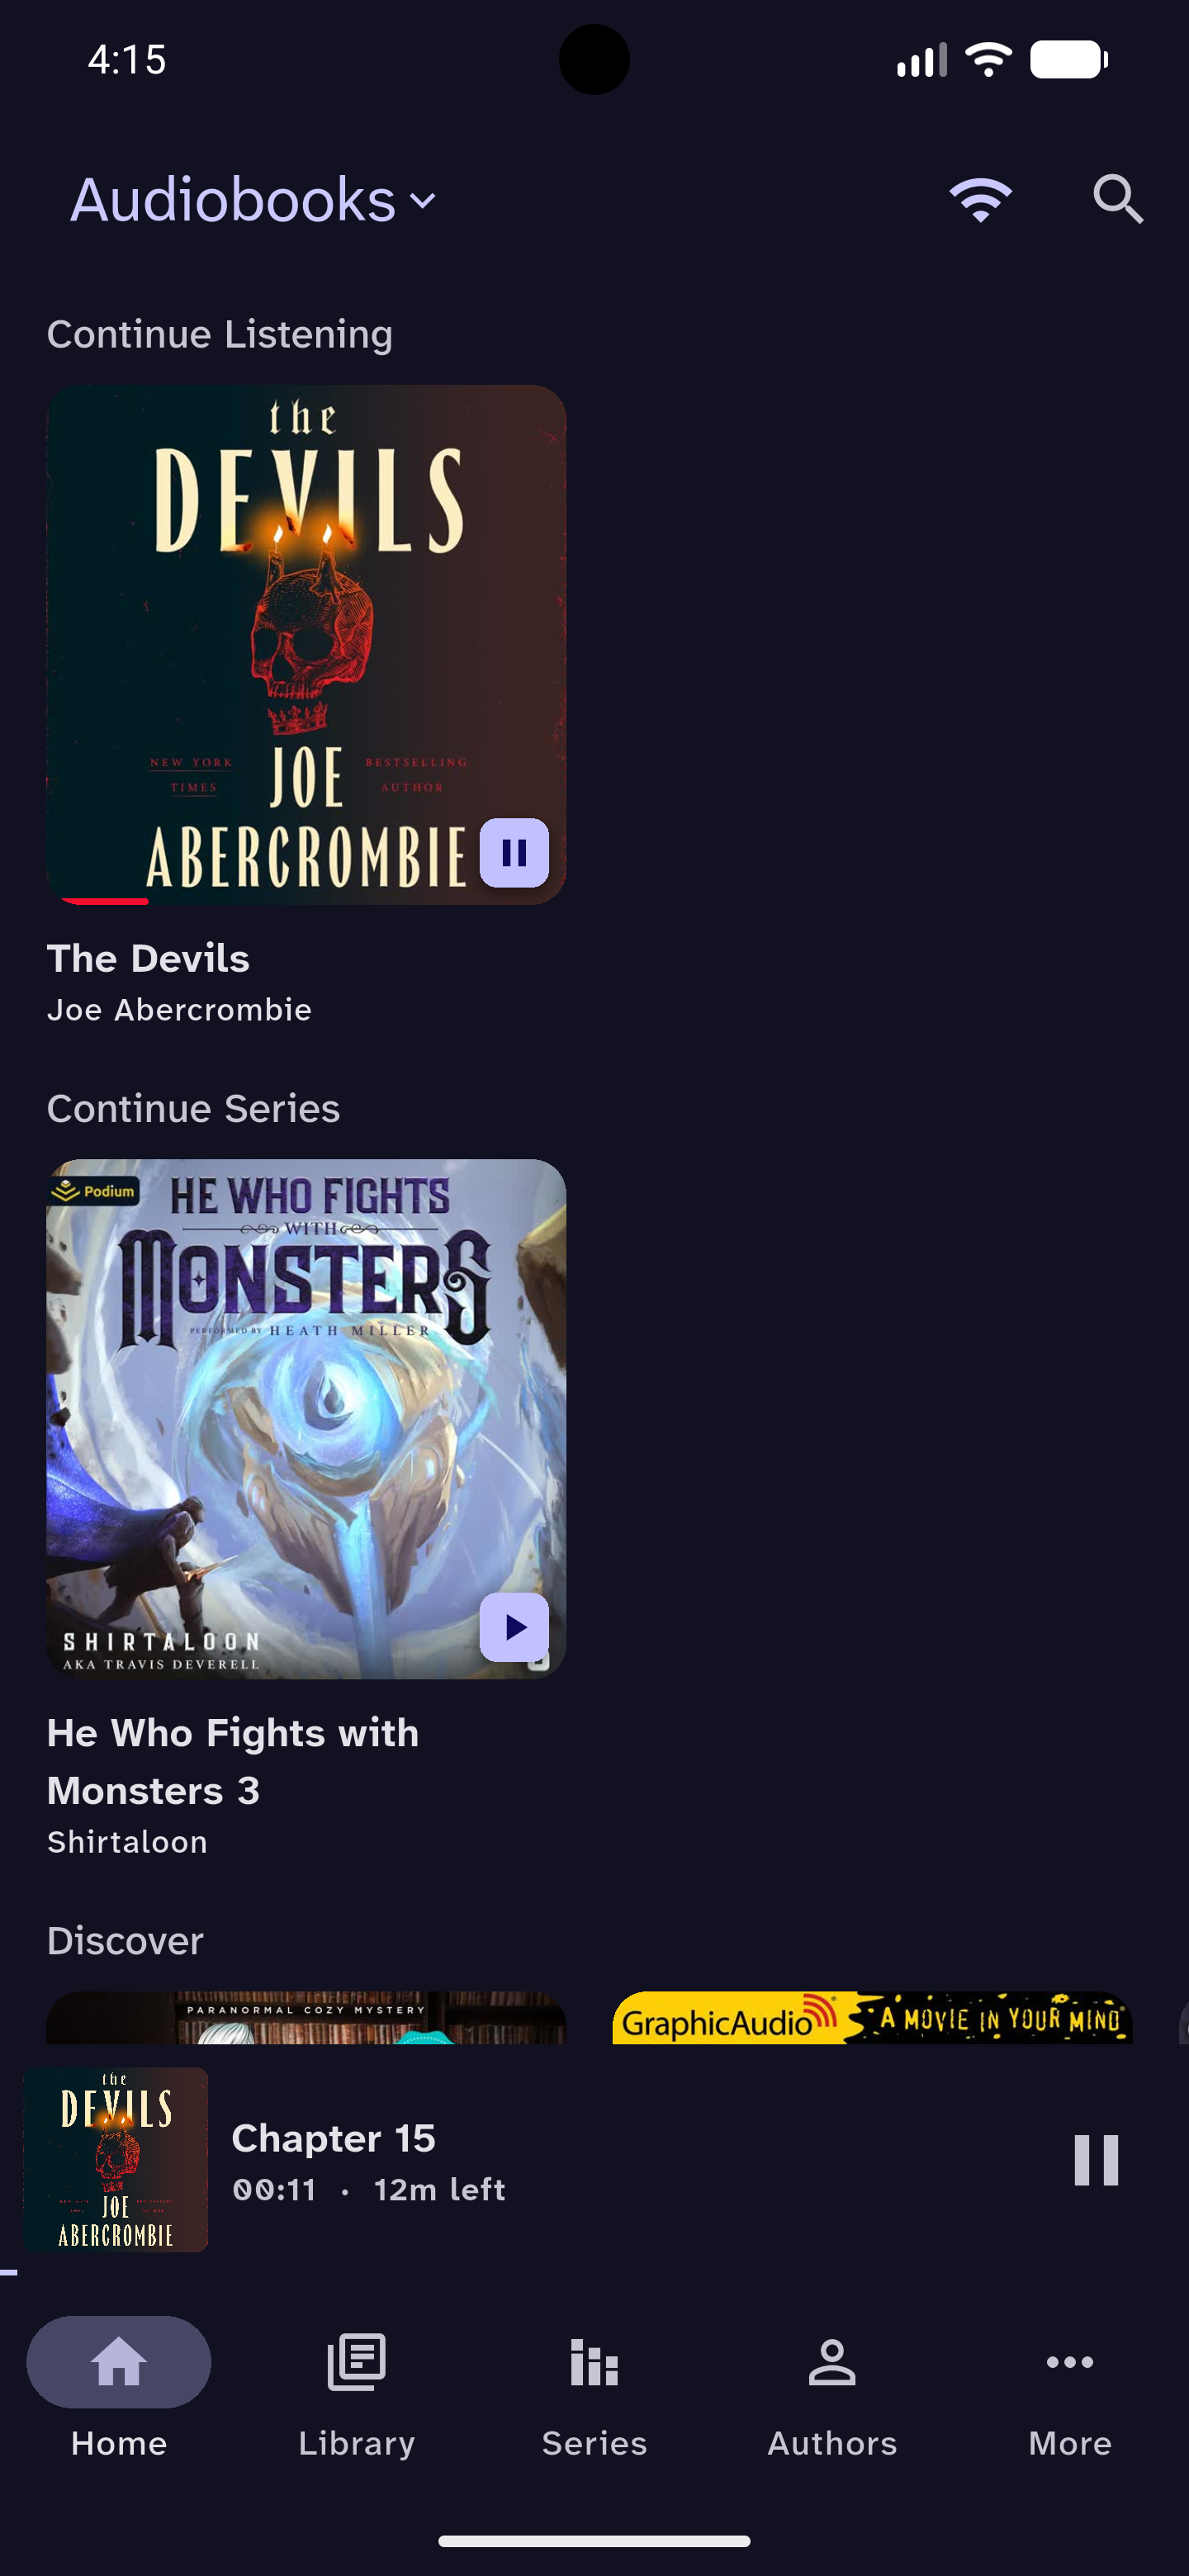 4:15
Audiobooks
Continue Listening
the
DEVILS
NEW YORK
TIMES
JOE
BESTSELLING
AUTHOR
ABERCROMBIE
The Devils
Joe Abercrombie
Continue Series
Podium
HE WHO FIGHTS
WITH
MONSTERS
PERFORMED BY HEATH MILLER
SHIRTALOON
AKA TRAVIS DEVERELL
He Who Fights with
Monsters 3
Shirtaloon
Discover
PARANORMAL COZY MYSTERY
GraphicAudio
A MOVIE IN YOUR MIND
the
DEVILS
JOE
ABERCROMBIE
Chapter 15
00:11 · 12m left
Home
Library
Series
Authors
More